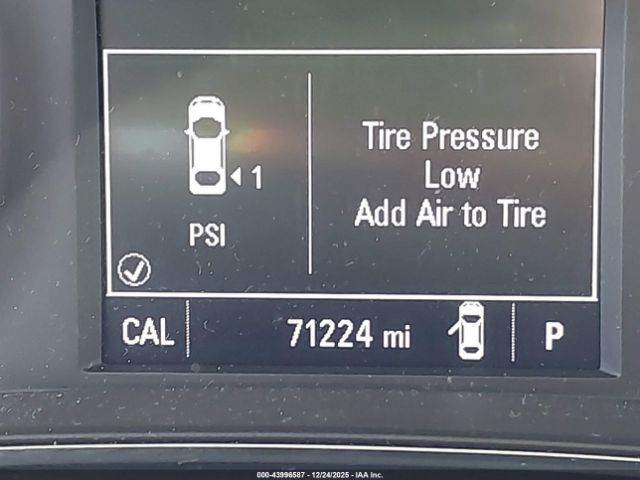 1
PSI
Tire Pressure
Low
Add Air to Tire
CAL
71224 mi
P
000-43996587 - 12/24/2025 - IAA Inc.